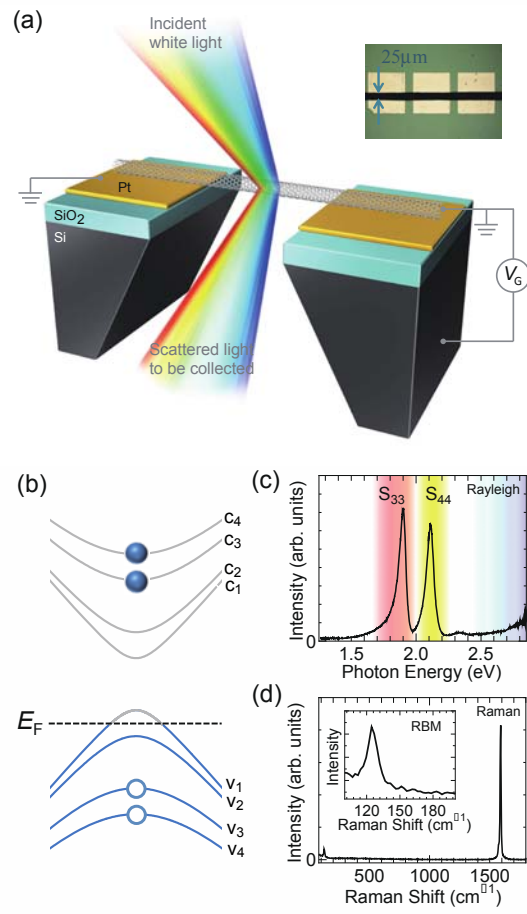 (a)
Incident
white light
25μm
Pt
SiO2
Si
VG
Scattered light
to be collected
(b)
c4
c3
c2
c1
EF
v1
v2
v3
v4
(c)
S33
S44
Rayleigh
Intensity (arb. units)
0
1.5
2.0
2.5
Photon Energy (eV)
(d)
Raman
RBM
Intensity
120
150
180
Raman Shift (cm▯1)
Intensity (arb. units)
0
500
1000
1500
Raman Shift (cm▯1)